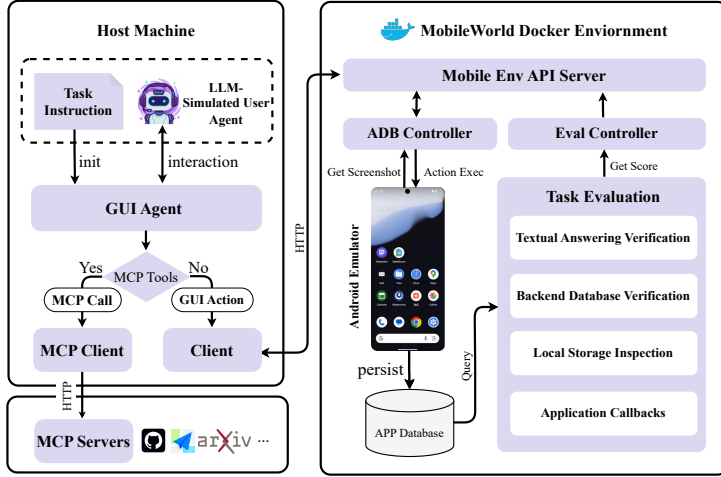 Host Machine
Task
Instruction
LLM-
Simulated User
Agent
init
interaction
GUI Agent
Yes
MCP Tools
No
MCP Call
GUI Action
MCP Client
Client
HTTP
MCP Servers
arXiv
...
HTTP
MobileWorld Docker Enviornment
Mobile Env API Server
ADB Controller
Eval Controller
Get Screenshot
Action Exec
Get Score
Android Emulator
persist
APP Database
Query
Task Evaluation
Textual Answering Verification
Backend Database Verification
Local Storage Inspection
Application Callbacks